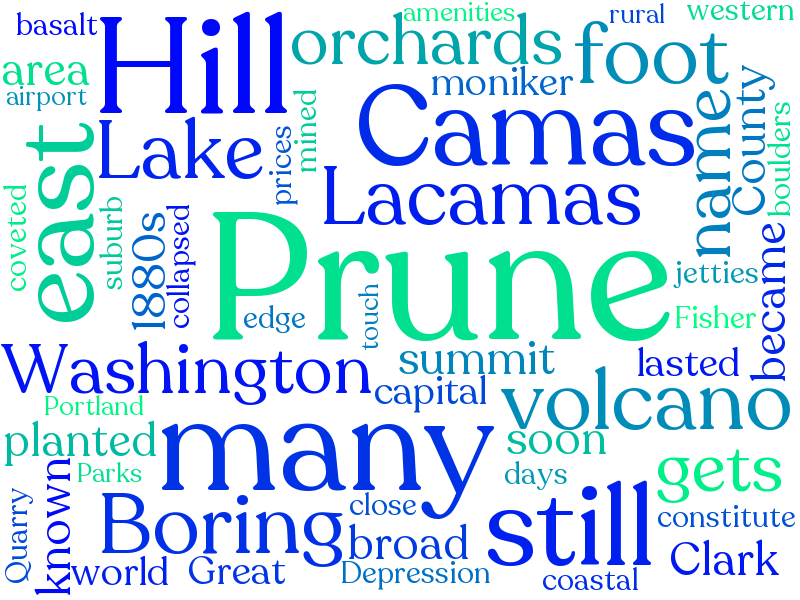 basalt
Hill
amenities
rural
western
orchards
foot
area
moniker
airport
mined
Camas
name
County
Lake
prices
east
boulders
Lacamas
coveted
suburb
1880s
collapsed
Prune
became
jetties
edge
touch
Fisher
Washington
summit
lasted
capital
volcano
Portland
planted
many
soon
gets
Parks
days
Quarry
known
Boring
close
still
constitute
broad
world
Great
Depression
coastal
Clark